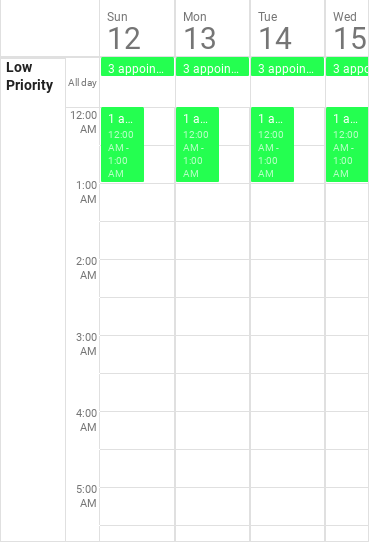 Sun Mon Tue Wed
12 13 14 15
Low
Priority
All day
3 appoin... 3 appoin... 3 appoin... 3 appo
12:00
AM
1 a... 1 a... 1 a... 1 a...
12:00 12:00 12:00 12:00
AM - AM - AM - AM -
1:00 1:00 1:00 1:00
AM AM AM AM
1:00
AM
2:00
AM
3:00
AM
4:00
AM
5:00
AM